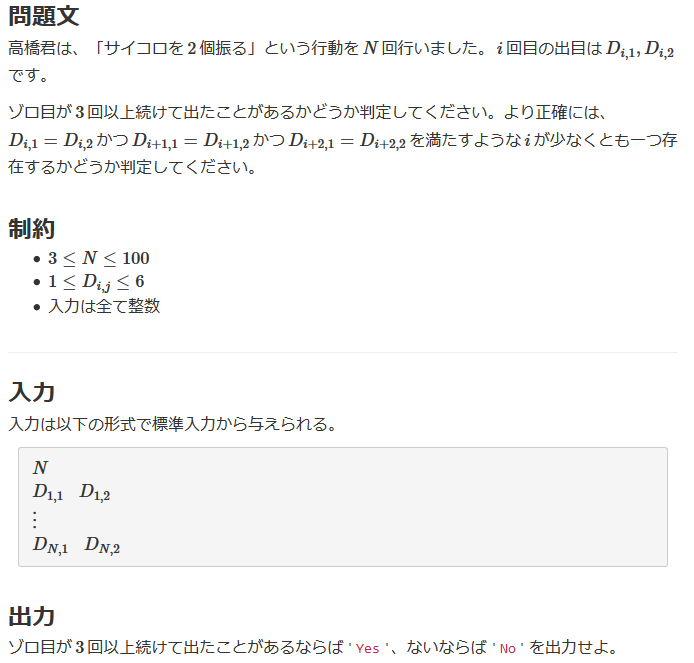 問題文
高橋君は、「サイコロを 2 個振る」という行動を N 回行いました。 i 回目の出目は D_{i,1}, D_{i,2}
です。
ゾロ目が 3 回以上続けて出たことがあるかどうか判定してください。より正確には、
D_{i,1} = D_{i,2} かつ D_{i+1,1} = D_{i+1,2} かつ D_{i+2,1} = D_{i+2,2} を満たすような i が少なくとも一つ存
在するかどうか判定してください。
制約
• 3 ≤ N ≤ 100
• 1 ≤ D_{i,j} ≤ 6
• 入力は全て整数
入力
入力は以下の形式で標準入力から与えられる。
N
D_{1,1} D_{1,2}
⋮
D_{N,1} D_{N,2}
出力
ゾロ目が 3 回以上続けて出たことがあるならば 'Yes'、ないならば 'No' を出力せよ。